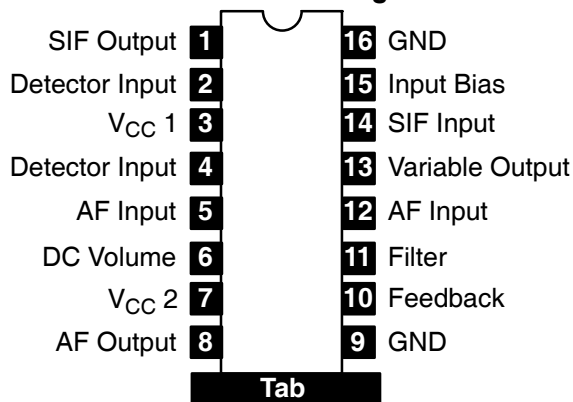 SIF Output 1 16 GND
Detector Input 2 15 Input Bias
VCC 1 3 14 SIF Input
Detector Input 4 13 Variable Output
AF Input 5 12 AF Input
DC Volume 6 11 Filter
VCC 2 7 10 Feedback
AF Output 8 9 GND
Tab